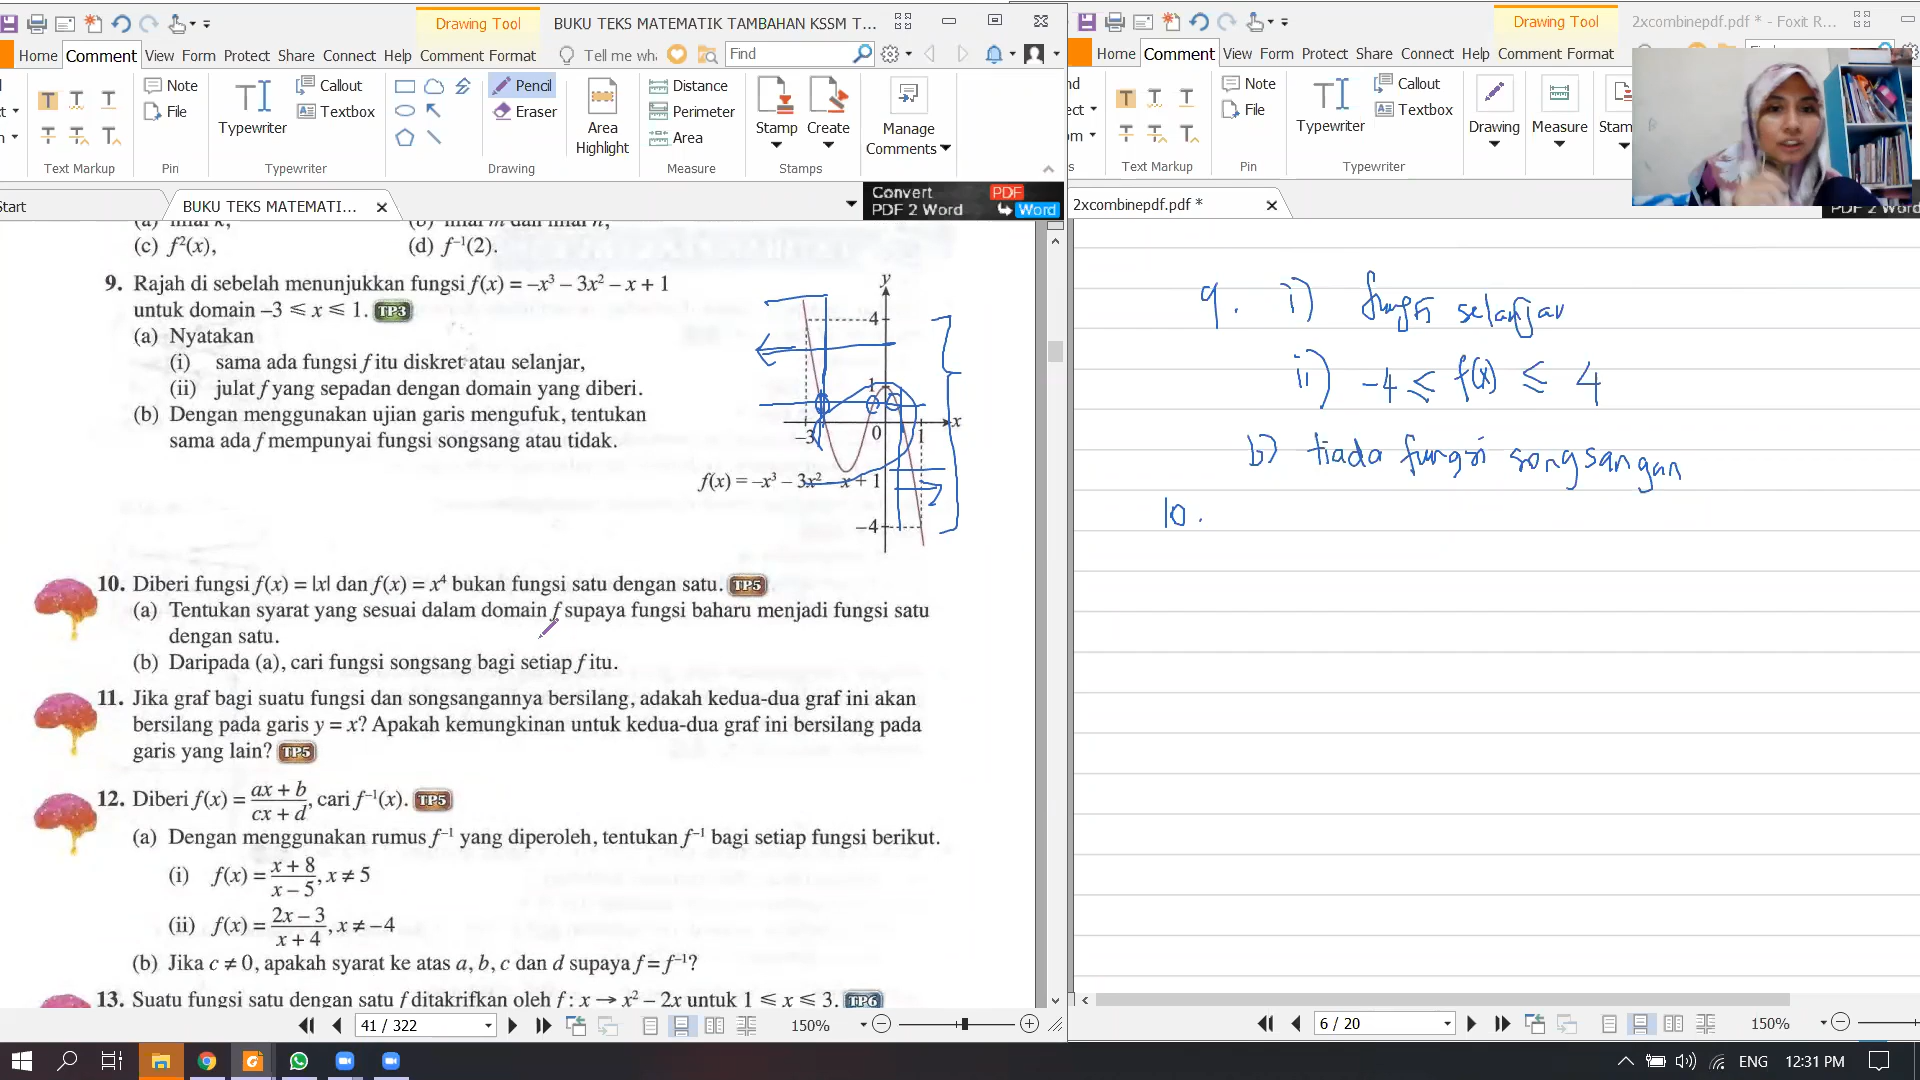 Drawing Tool
BUKU TEKS MATEMATIK TAMBAHAN KSSM T...
Home Comment View Form Protect Share Connect Help Comment Format
Tell me
Find
Note
File
Pin
Text Markup
Typewriter
Callout
Textbox
Typewriter
Pencil
Eraser
Drawing
Area Highlight
Distance
Perimeter
Area
Measure
Stamp
Create
Stamps
Manage Comments
Start
BUKU TEKS MATEMATI...
Convert PDF
PDF 2 Word Word
(c) f²(x),
(d) f⁻¹(2).
9. Rajah di sebelah menunjukkan fungsi f(x) = –x³ – 3x² – x + 1
untuk domain –3 ⩽ x ⩽ 1. TP3
(a) Nyatakan
(i) sama ada fungsi f itu diskret atau selanjar,
(ii) julat f yang sepadan dengan domain yang diberi.
(b) Dengan menggunakan ujian garis mengufuk, tentukan
sama ada f mempunyai fungsi songsang atau tidak.
y
4
1
–3 0 1 x
f(x) = –x³ – 3x² – x + 1
–4
10. Diberi fungsi f(x) = |x| dan f(x) = x⁴ bukan fungsi satu dengan satu. TP5
(a) Tentukan syarat yang sesuai dalam domain f supaya fungsi baharu menjadi fungsi satu
dengan satu.
(b) Daripada (a), cari fungsi songsang bagi setiap f itu.
11. Jika graf bagi suatu fungsi dan songsangannya bersilang, adakah kedua-dua graf ini akan
bersilang pada garis y = x? Apakah kemungkinan untuk kedua-dua graf ini bersilang pada
garis yang lain? TP5
12. Diberi f(x) = (ax + b)/(cx + d), cari f⁻¹(x). TP5
(a) Dengan menggunakan rumus f⁻¹ yang diperoleh, tentukan f⁻¹ bagi setiap fungsi berikut.
(i) f(x) = (x + 8)/(x – 5), x ≠ 5
(ii) f(x) = (2x – 3)/(x + 4), x ≠ –4
(b) Jika c ≠ 0, apakah syarat ke atas a, b, c dan d supaya f = f⁻¹?
13. Suatu fungsi satu dengan satu f ditakrifkan oleh f : x → x² – 2x untuk 1 ⩽ x ⩽ 3. TP6
41 / 322
150%
Drawing Tool
2xcombinepdf.pdf * - Foxit R...
Home Comment View Form Protect Share Connect Help Comment Format
Note
File
Pin
Text Markup
Typewriter
Callout
Textbox
Typewriter
Drawing
Measure
2xcombinepdf.pdf *
PDF 2 Word
9. i) fungsi selanjar
ii) -4 ≤ f(x) ≤ 4
b) tiada fungsi songsangan
10.
6 / 20
150%
ENG 12:31 PM